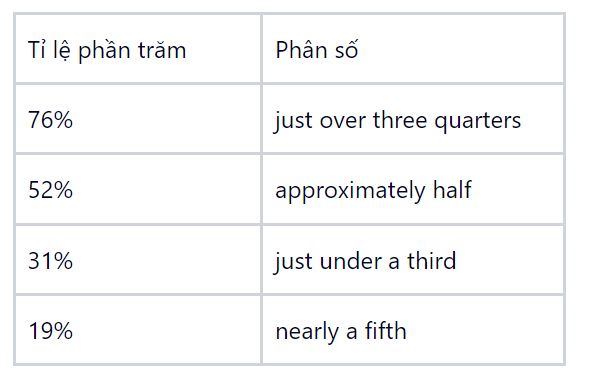 Tỉ lệ phần trăm Phân số
76% just over three quarters
52% approximately half
31% just under a third
19% nearly a fifth